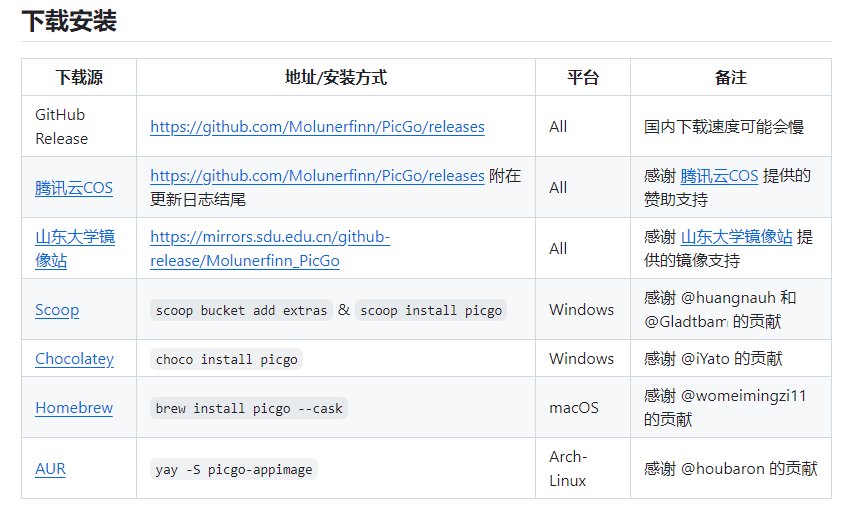 下载安装
下载源 地址/安装方式 平台 备注
GitHub
Release
https://github.com/Molunerfinn/PicGo/releases
All
国内下载速度可能会慢
腾讯云COS
https://github.com/Molunerfinn/PicGo/releases 附在
更新日志结尾
All
感谢 腾讯云COS 提供的
赞助支持
山东大学镜
像站
https://mirrors.sdu.edu.cn/github-
release/Molunerfinn_PicGo
All
感谢 山东大学镜像站 提
供的镜像支持
Scoop
scoop bucket add extras & scoop install picgo
Windows
感谢 @huangnauh 和
@Gladtbam 的贡献
Chocolatey
choco install picgo
Windows
感谢 @iYato 的贡献
Homebrew
brew install picgo --cask
macOS
感谢 @womeimingzi11
的贡献
AUR
yay -S picgo-appimage
Arch-
Linux
感谢 @houbaron 的贡献